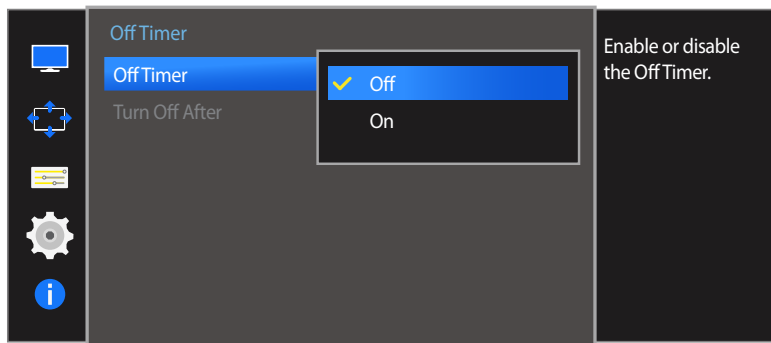 Off Timer
Off Timer
Off
Turn Off After
On
Enable or disable
the Off Timer.